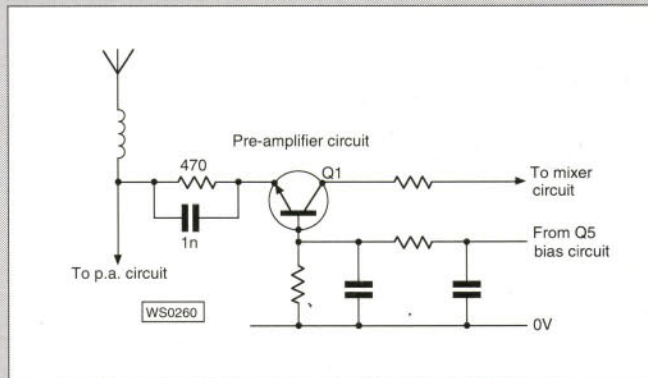 Pre-amplifier circuit
470
Q1
To mixer
circuit
1n
From Q5
bias circuit
To p.a. circuit
WS0260
0V